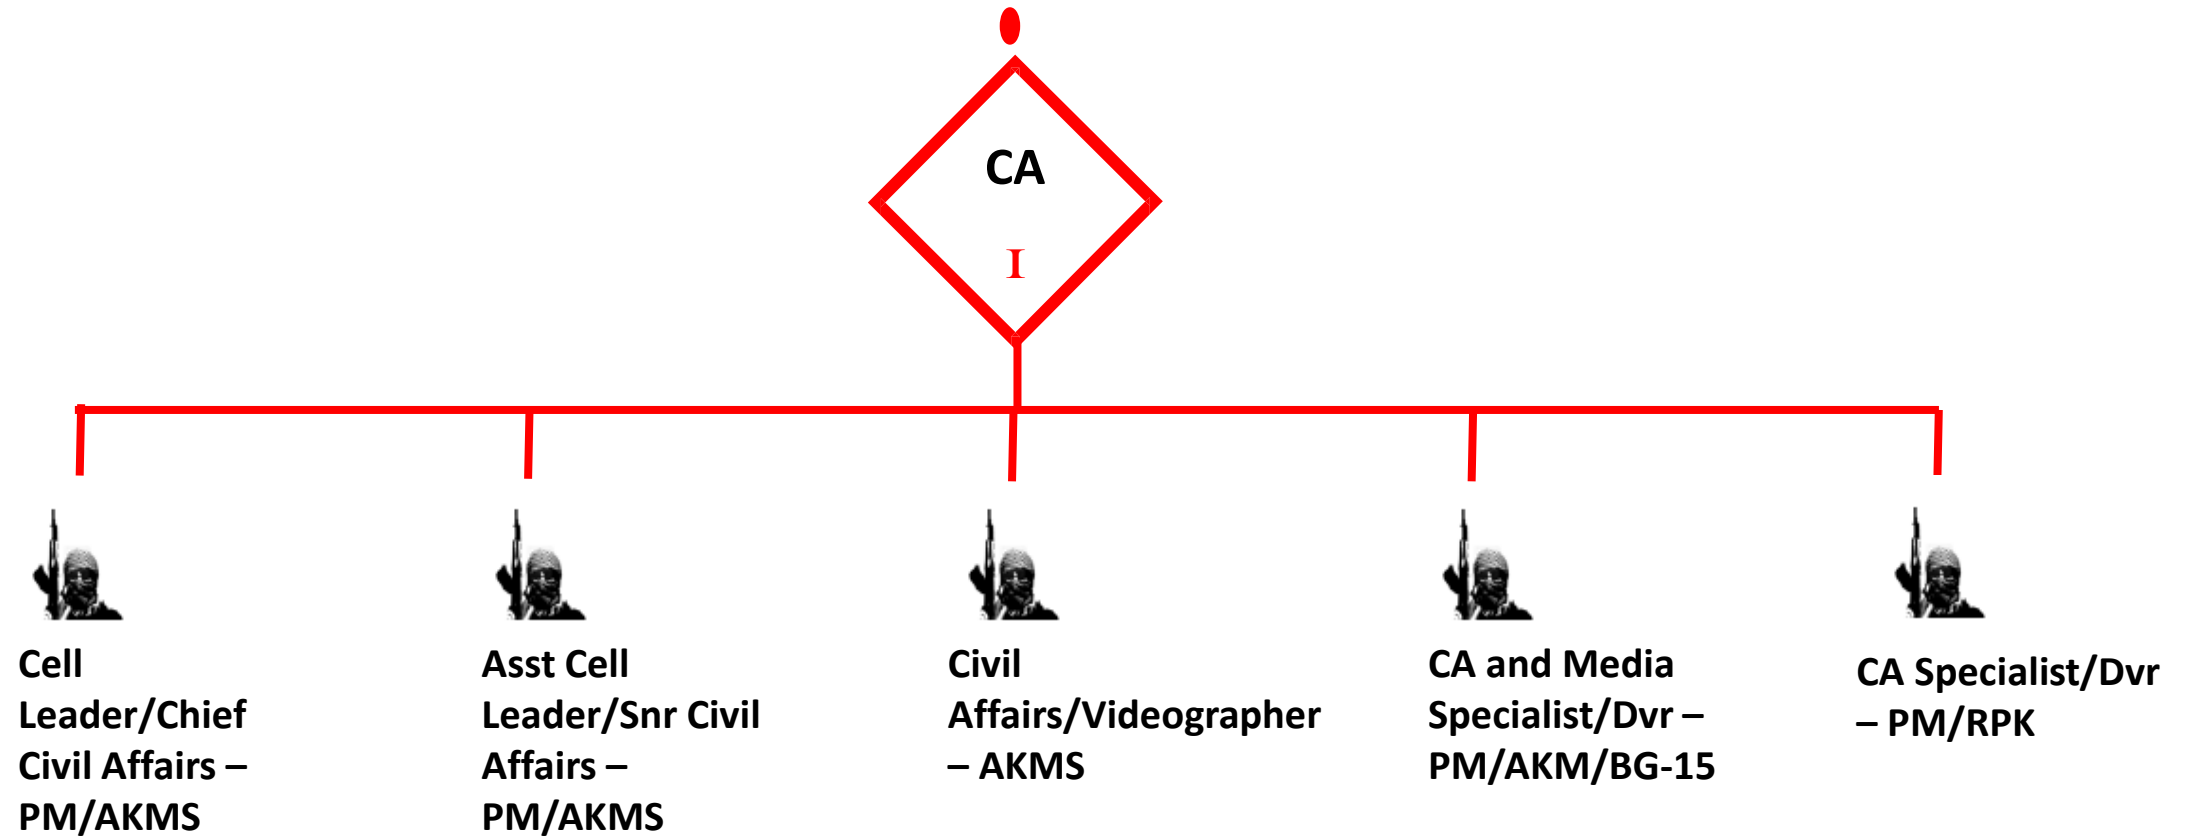 CA
I
Cell
Leader/Chief
Civil Affairs –
PM/AKMS
Asst Cell
Leader/Snr Civil
Affairs –
PM/AKMS
Civil
Affairs/Videographer
– AKMS
CA and Media
Specialist/Dvr –
PM/AKM/BG-15
CA Specialist/Dvr
– PM/RPK